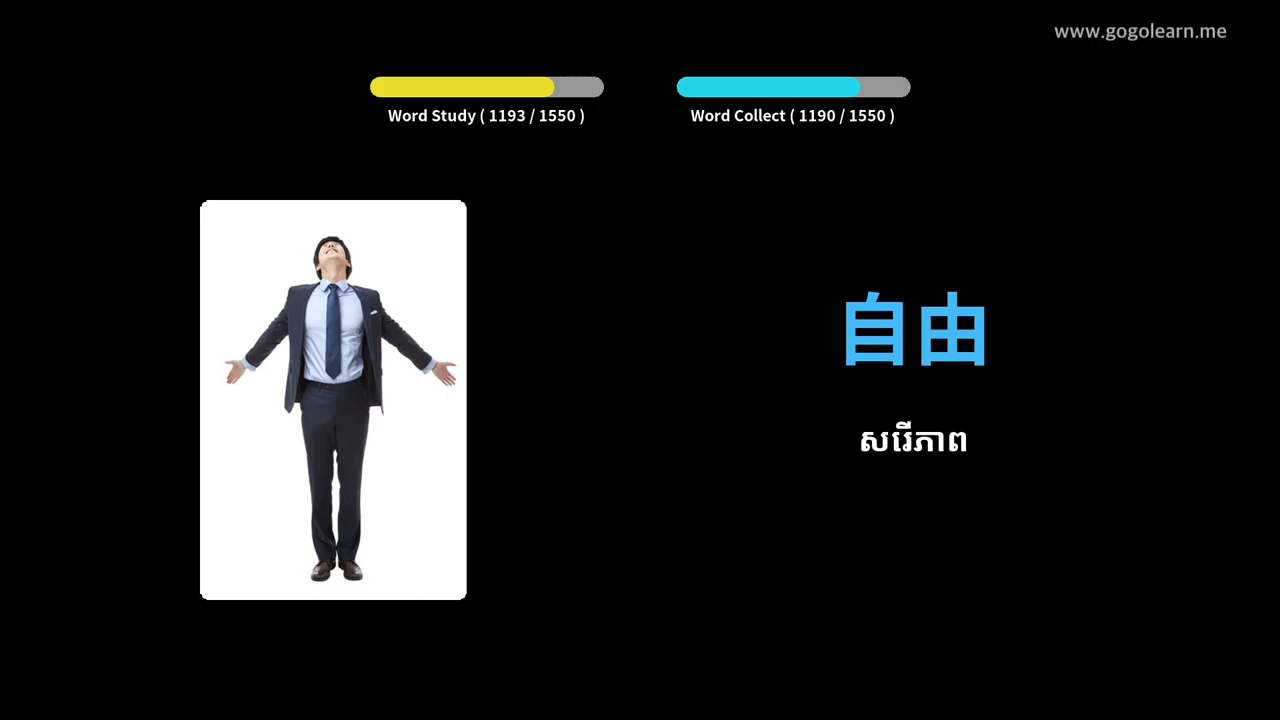 www.gogolearn.me
Word Study ( 1193 / 1550 )
Word Collect ( 1190 / 1550 )
自由
សរើភាព